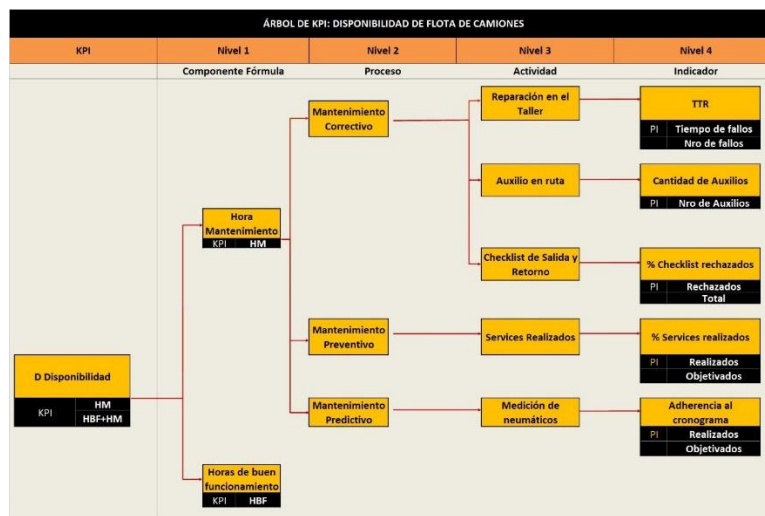 ÁRBOL DE KPI: DISPONIBILIDAD DE FLOTA DE CAMIONES
KPI
Nivel 1
Nivel 2
Nivel 3
Nivel 4
Componente Fórmula
Proceso
Actividad
Indicador
Mantenimiento
Correctivo
Reparación en el
Taller
TTR
PI
Tiempo de fallos
Nro de fallos
Auxilio en ruta
Cantidad de Auxilios
PI
Nro de Auxilios
Hora
Mantenimiento
KPI
HM
Checklist de Salida y
Retorno
% Checklist rechazados
PI
Rechazados
Total
Mantenimiento
Preventivo
Services Realizados
% Services realizados
PI
Realizados
Objetivados
D Disponibilidad
KPI
HM
HBF+HM
Mantenimiento
Predictivo
Medición de
neumáticos
Adherencia al
cronograma
PI
Realizados
Objetivados
Horas de buen
funcionamiento
KPI
HBF